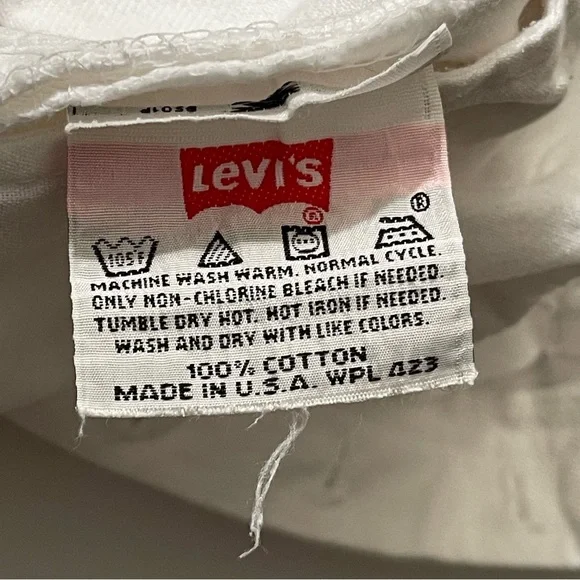 Levi's
®
®
105F
MACHINE WASH WARM. NORMAL CYCLE.
ONLY NON-CHLORINE BLEACH IF NEEDED.
TUMBLE DRY HOT. HOT IRON IF NEEDED.
WASH AND DRY WITH LIKE COLORS.
100% COTTON
MADE IN U.S.A. WPL 423